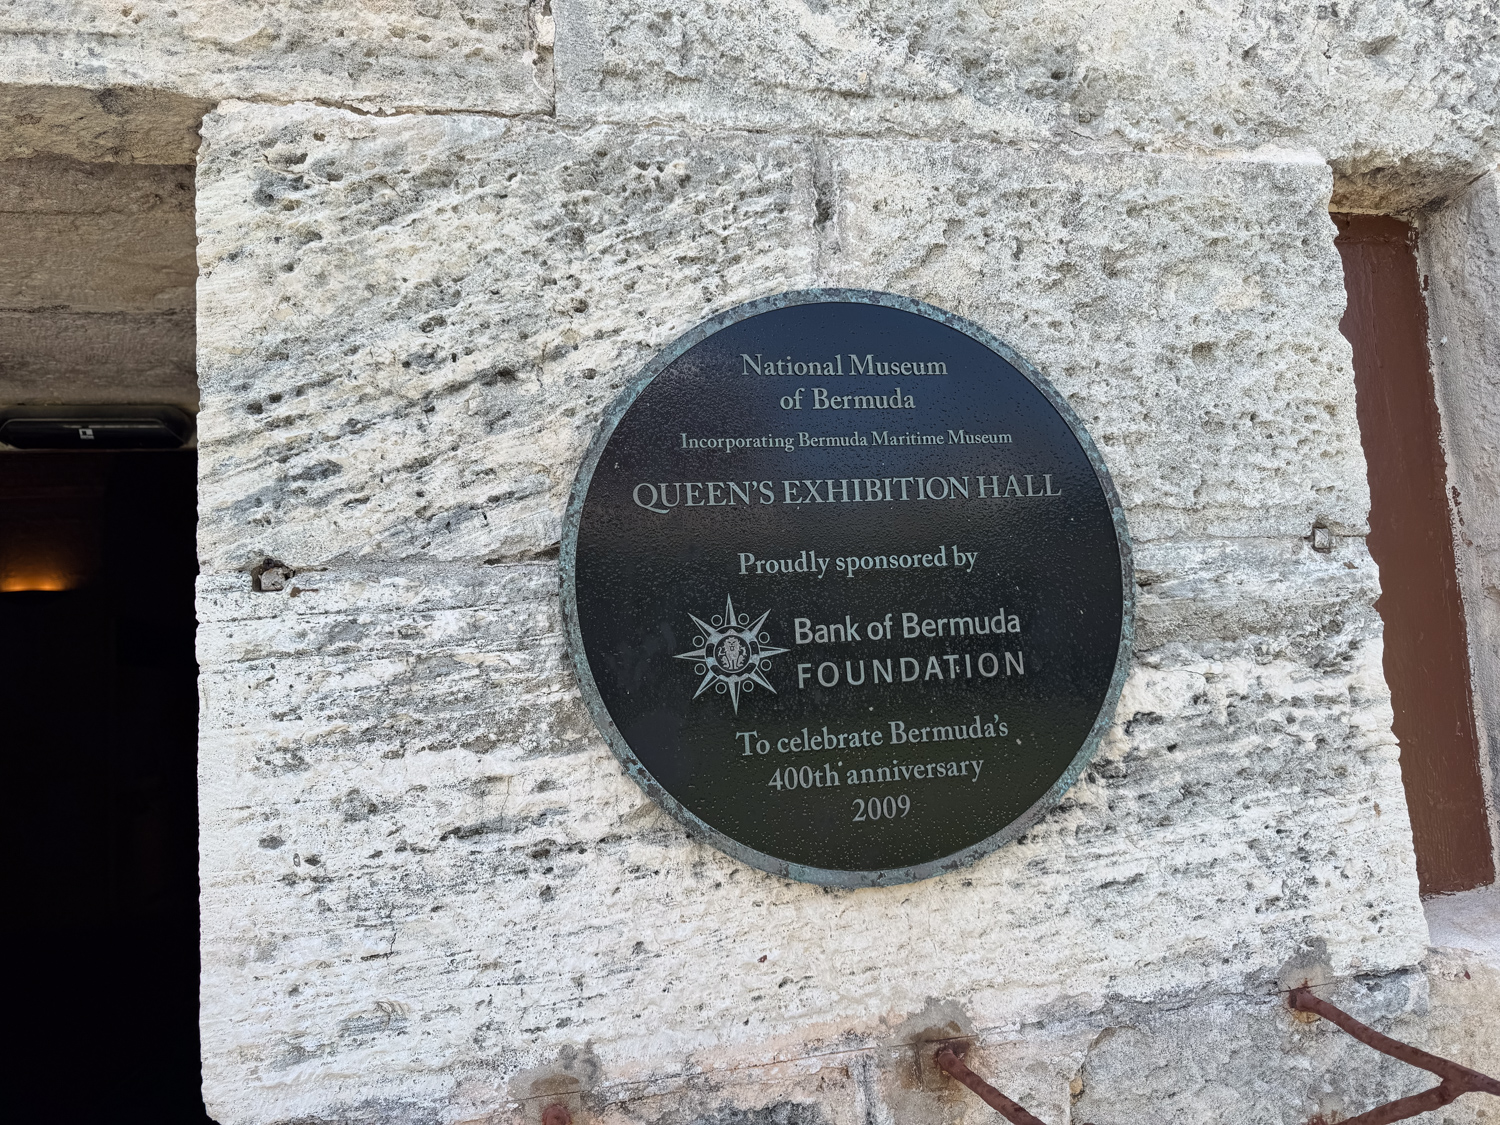 National Museum
of Bermuda
Incorporating Bermuda Maritime Museum
QUEEN'S EXHIBITION HALL
Proudly sponsored by
Bank of Bermuda
FOUNDATION
To celebrate Bermuda's
400th anniversary
2009